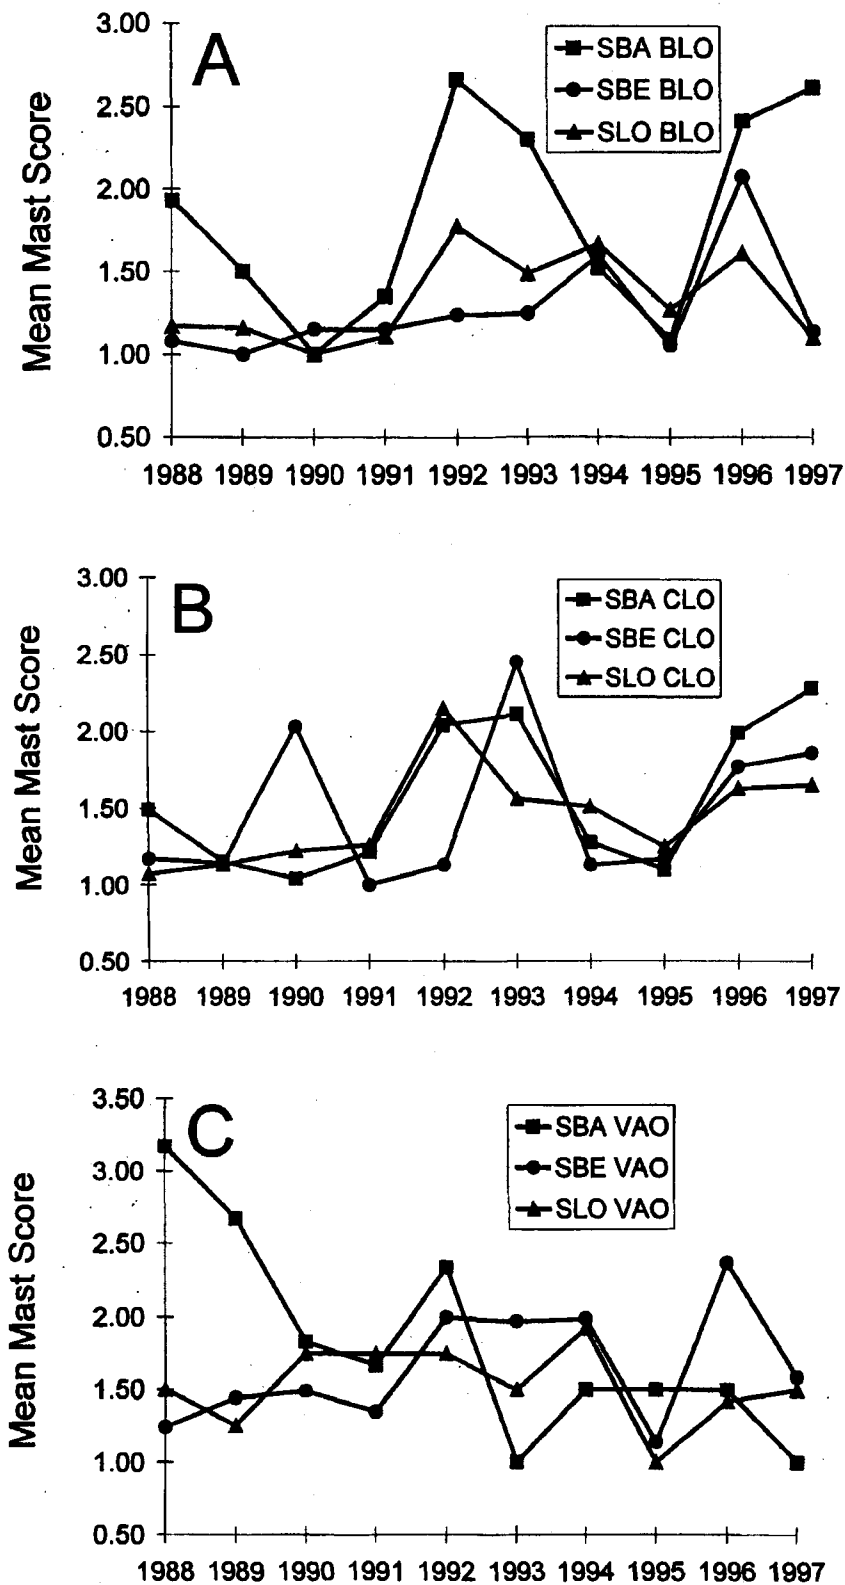 A
3.00
2.50
2.00
1.50
1.00
0.50
Mean Mast Score
SBA BLO
SBE BLO
SLO BLO
1988 1989 1990 1991 1992 1993 1994 1995 1996 1997
B
3.00
2.50
2.00
1.50
1.00
0.50
Mean Mast Score
SBA CLO
SBE CLO
SLO CLO
1988 1989 1990 1991 1992 1993 1994 1995 1996 1997
C
3.50
3.00
2.50
2.00
1.50
1.00
0.50
Mean Mast Score
SBA VAO
SBE VAO
SLO VAO
1988 1989 1990 1991 1992 1993 1994 1995 1996 1997